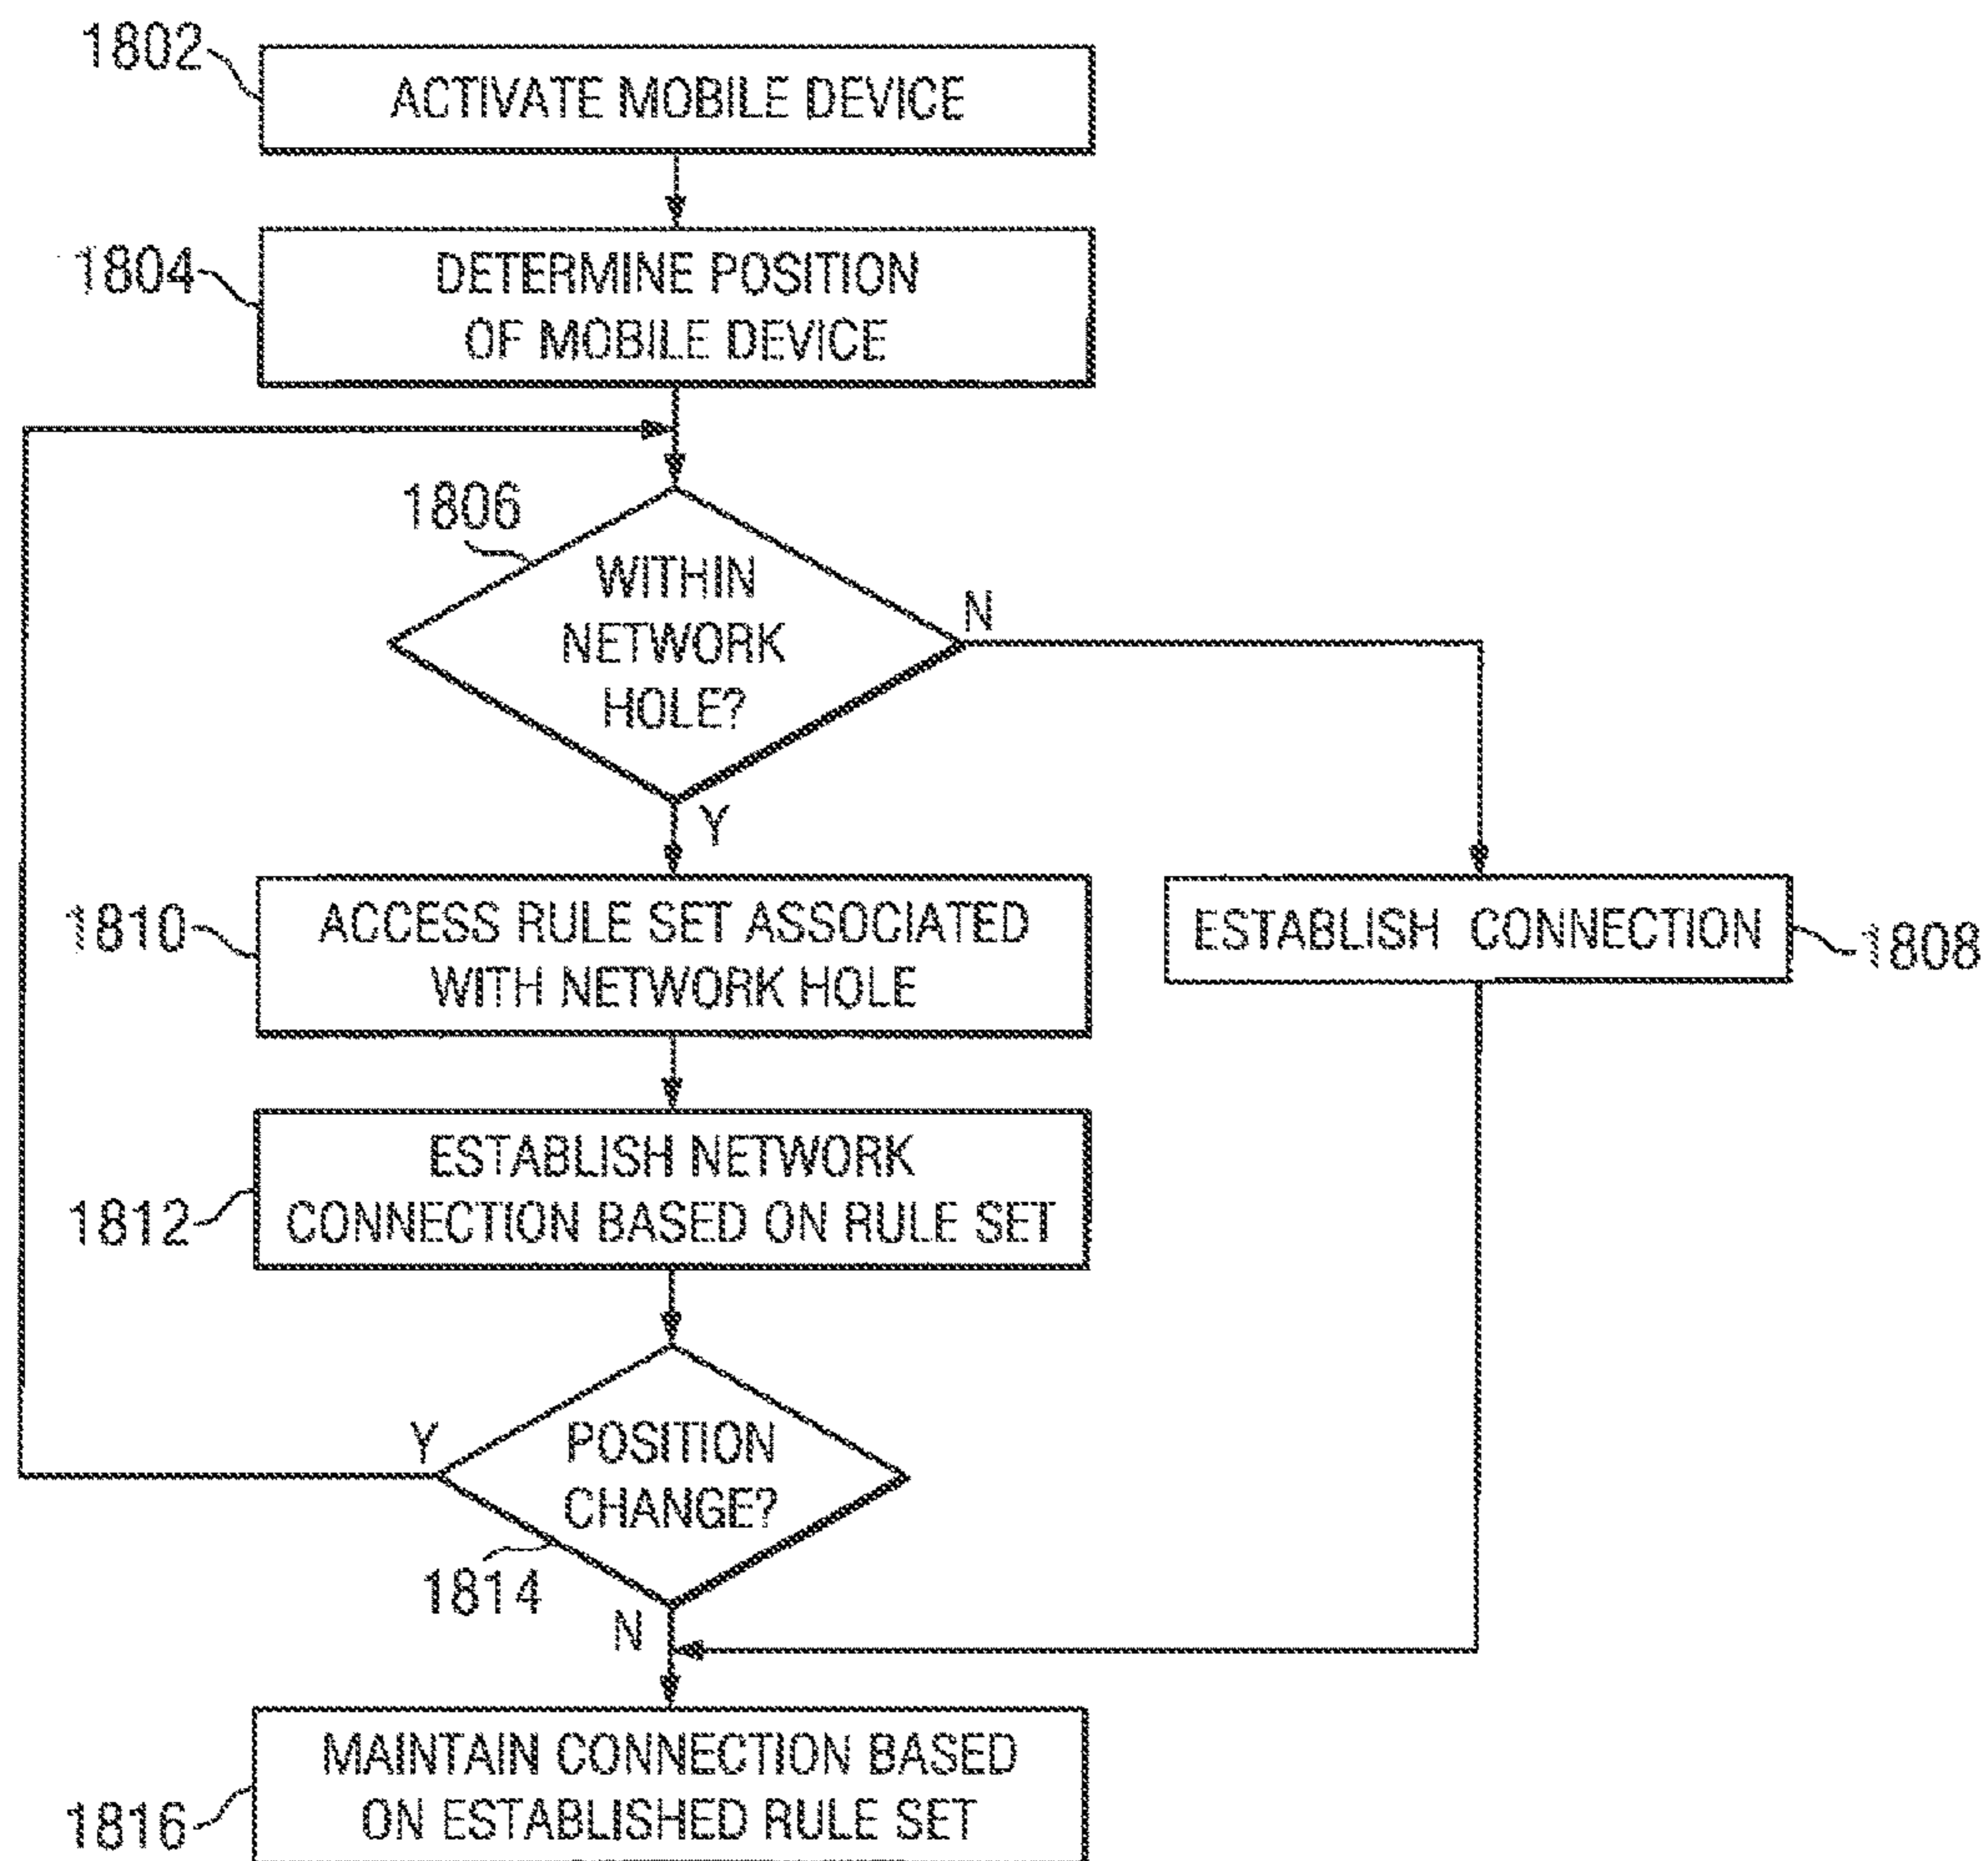 1802
ACTIVATE MOBILE DEVICE
1804
DETERMINE POSITION
OF MOBILE DEVICE
1806
WITHIN
NETWORK
HOLE?
N
Y
1810
ACCESS RULE SET ASSOCIATED
WITH NETWORK HOLE
ESTABLISH CONNECTION
1808
1812
ESTABLISH NETWORK
CONNECTION BASED ON RULE SET
Y
POSITION
CHANGE?
1814
N
1816
MAINTAIN CONNECTION BASED
ON ESTABLISHED RULE SET